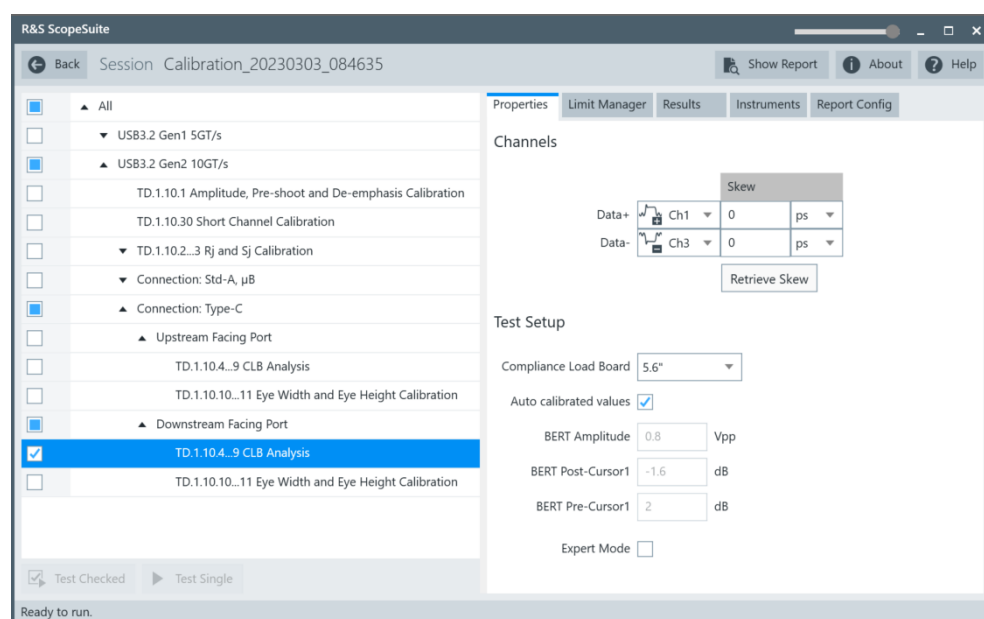 R&S ScopeSuite
Back Session Calibration_20230303_084635 Show Report About Help
All
USB3.2 Gen1 5GT/s
USB3.2 Gen2 10GT/s
TD.1.10.1 Amplitude, Pre-shoot and De-emphasis Calibration
TD.1.10.30 Short Channel Calibration
TD.1.10.2...3 Rj and Sj Calibration
Connection: Std-A, µB
Connection: Type-C
Upstream Facing Port
TD.1.10.4...9 CLB Analysis
TD.1.10.10...11 Eye Width and Eye Height Calibration
Downstream Facing Port
TD.1.10.4...9 CLB Analysis
TD.1.10.10...11 Eye Width and Eye Height Calibration
Test Checked Test Single
Properties Limit Manager Results Instruments Report Config
Channels
Skew
Data+ Ch1 0 ps
Data- Ch3 0 ps
Retrieve Skew
Test Setup
Compliance Load Board 5.6"
Auto calibrated values
BERT Amplitude 0.8 Vpp
BERT Post-Cursor1 -1.6 dB
BERT Pre-Cursor1 2 dB
Expert Mode
Ready to run.